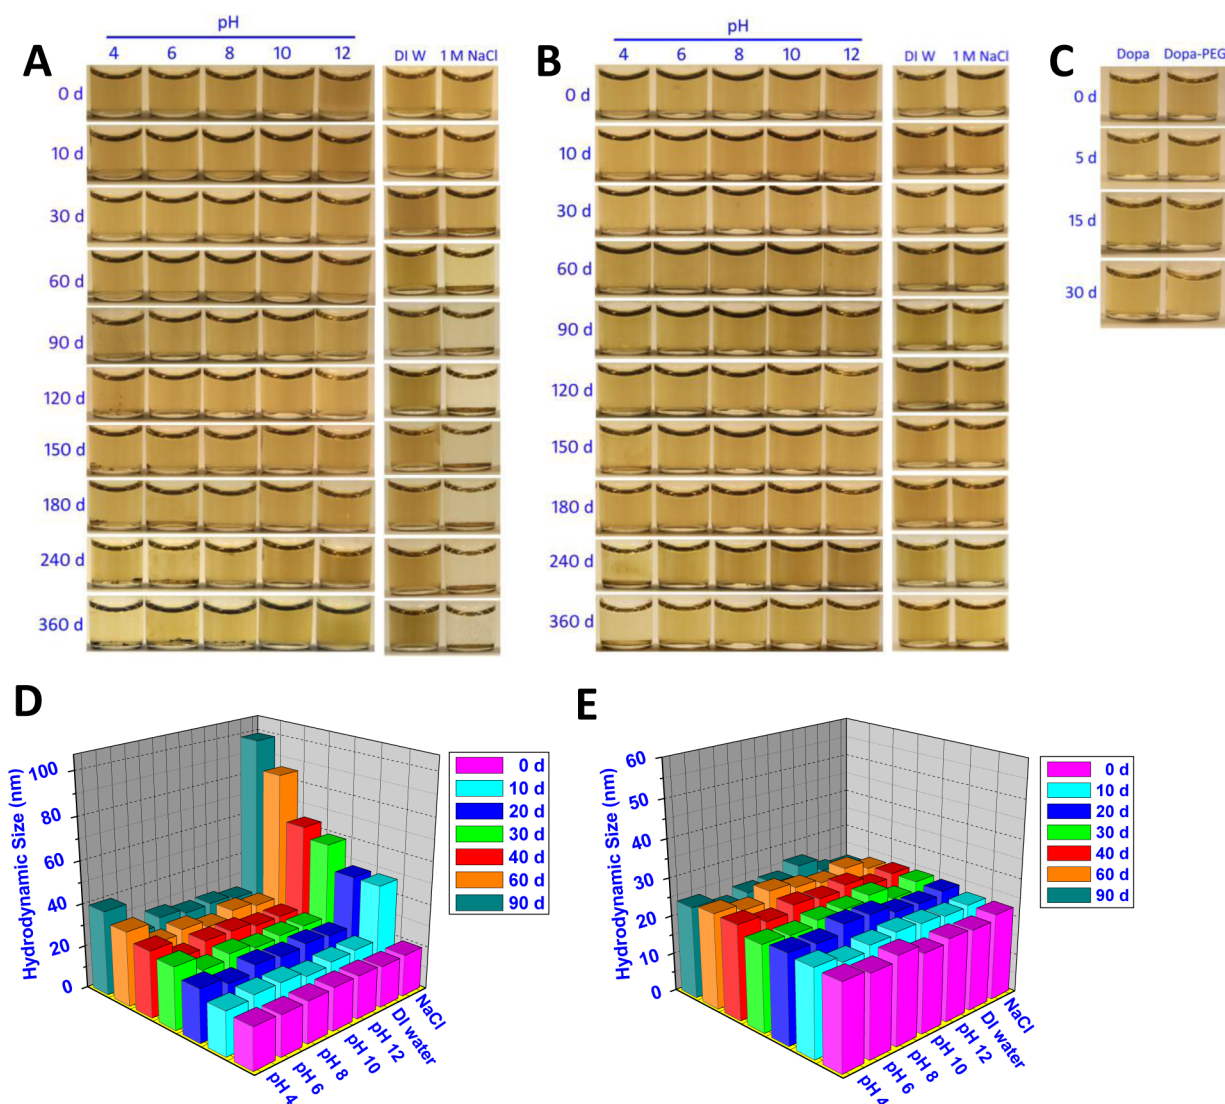 A
pH
4 6 8 10 12
DI W 1 M NaCl
0 d
10 d
30 d
60 d
90 d
120 d
150 d
180 d
240 d
360 d
B
pH
4 6 8 10 12
DI W 1 M NaCl
0 d
10 d
30 d
60 d
90 d
120 d
150 d
180 d
240 d
360 d
C
Dopa Dopa-PEG
0 d
5 d
15 d
30 d
D
Hydrodynamic Size (nm)
100
80
60
40
20
0
pH 4
pH 6
pH 8
pH 10
pH 12
DI water
NaCl
0 d
10 d
20 d
30 d
40 d
60 d
90 d
E
Hydrodynamic Size (nm)
60
50
40
30
20
10
0
pH 4
pH 6
pH 8
pH 10
pH 12
DI water
NaCl
0 d
10 d
20 d
30 d
40 d
60 d
90 d